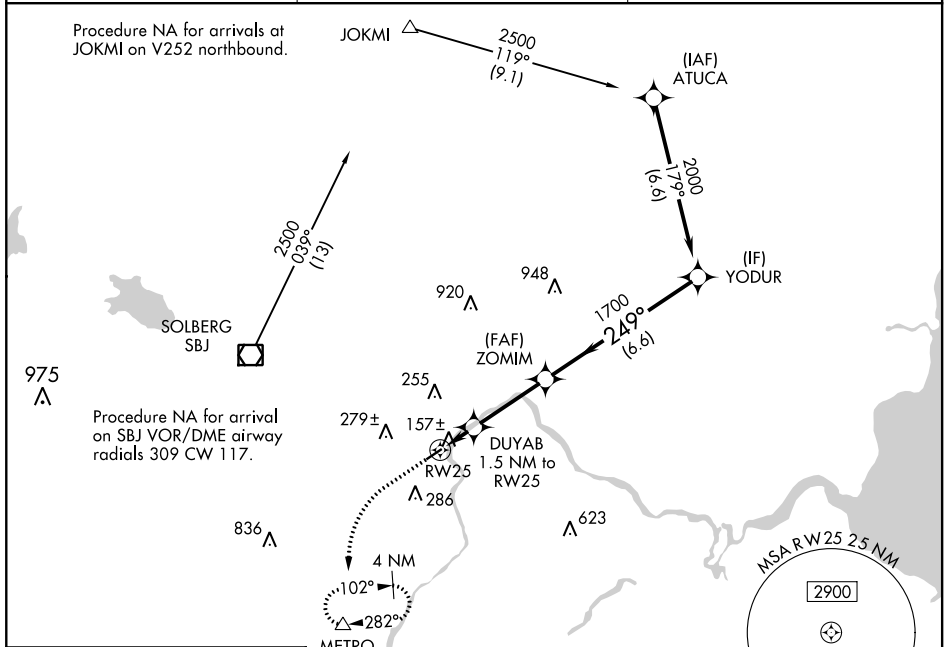 Procedure NA for arrivals at
JOKMI on V252 northbound.
JOKMI
2500
119°
(9.1)
(IAF)
ATUCA
2000
179°
(6.6)
2500
039°
(13)
(IF)
YODUR
948
920
1700
249°
(6.6)
SOLBERG
SBJ
(FAF)
ZOMIM
975
255
Procedure NA for arrival
on SBJ VOR/DME airway
radials 309 CW 117.
279±
157±
DUYAB
1.5 NM to
RW25
RW25
286
623
836
4 NM
102°
282°
METRO
MSA RW25 25 NM
2900